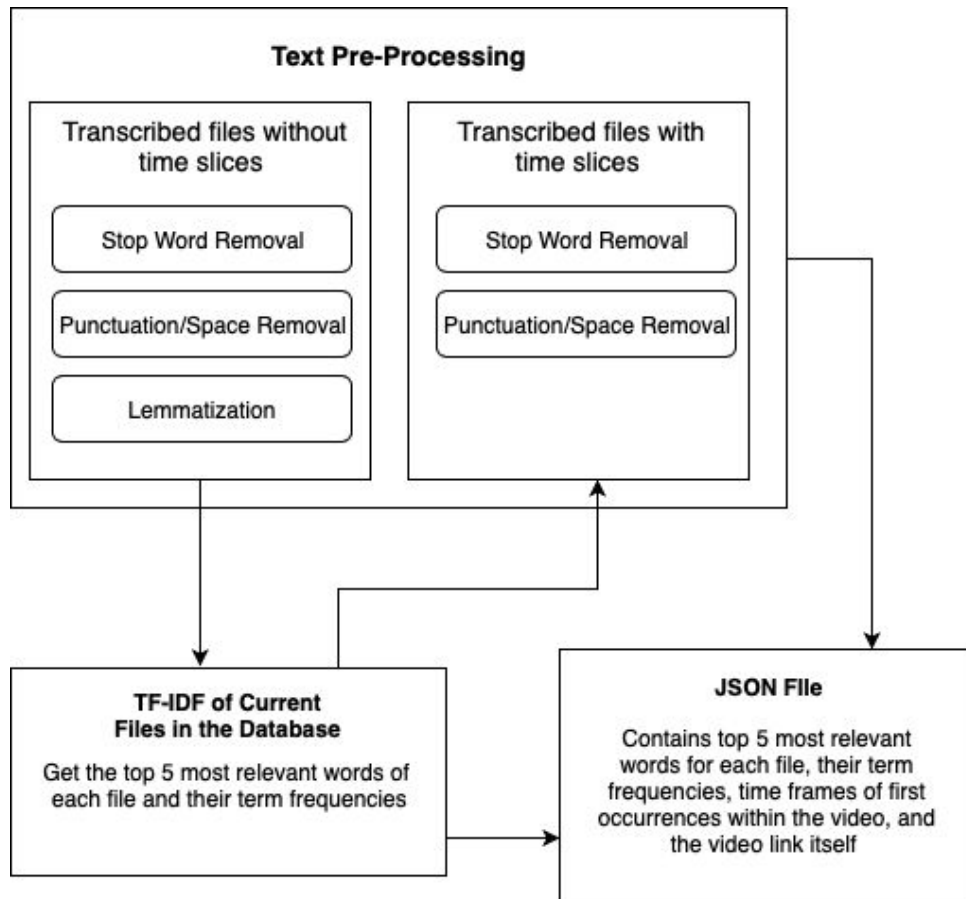 Text Pre-Processing
Transcribed files without
time slices
Stop Word Removal
Punctuation/Space Removal
Lemmatization
Transcribed files with
time slices
Stop Word Removal
Punctuation/Space Removal
TF-IDF of Current
Files in the Database
Get the top 5 most relevant words of
each file and their term frequencies
JSON FIle
Contains top 5 most relevant
words for each file, their term
frequencies, time frames of first
occurrences within the video, and
the video link itself